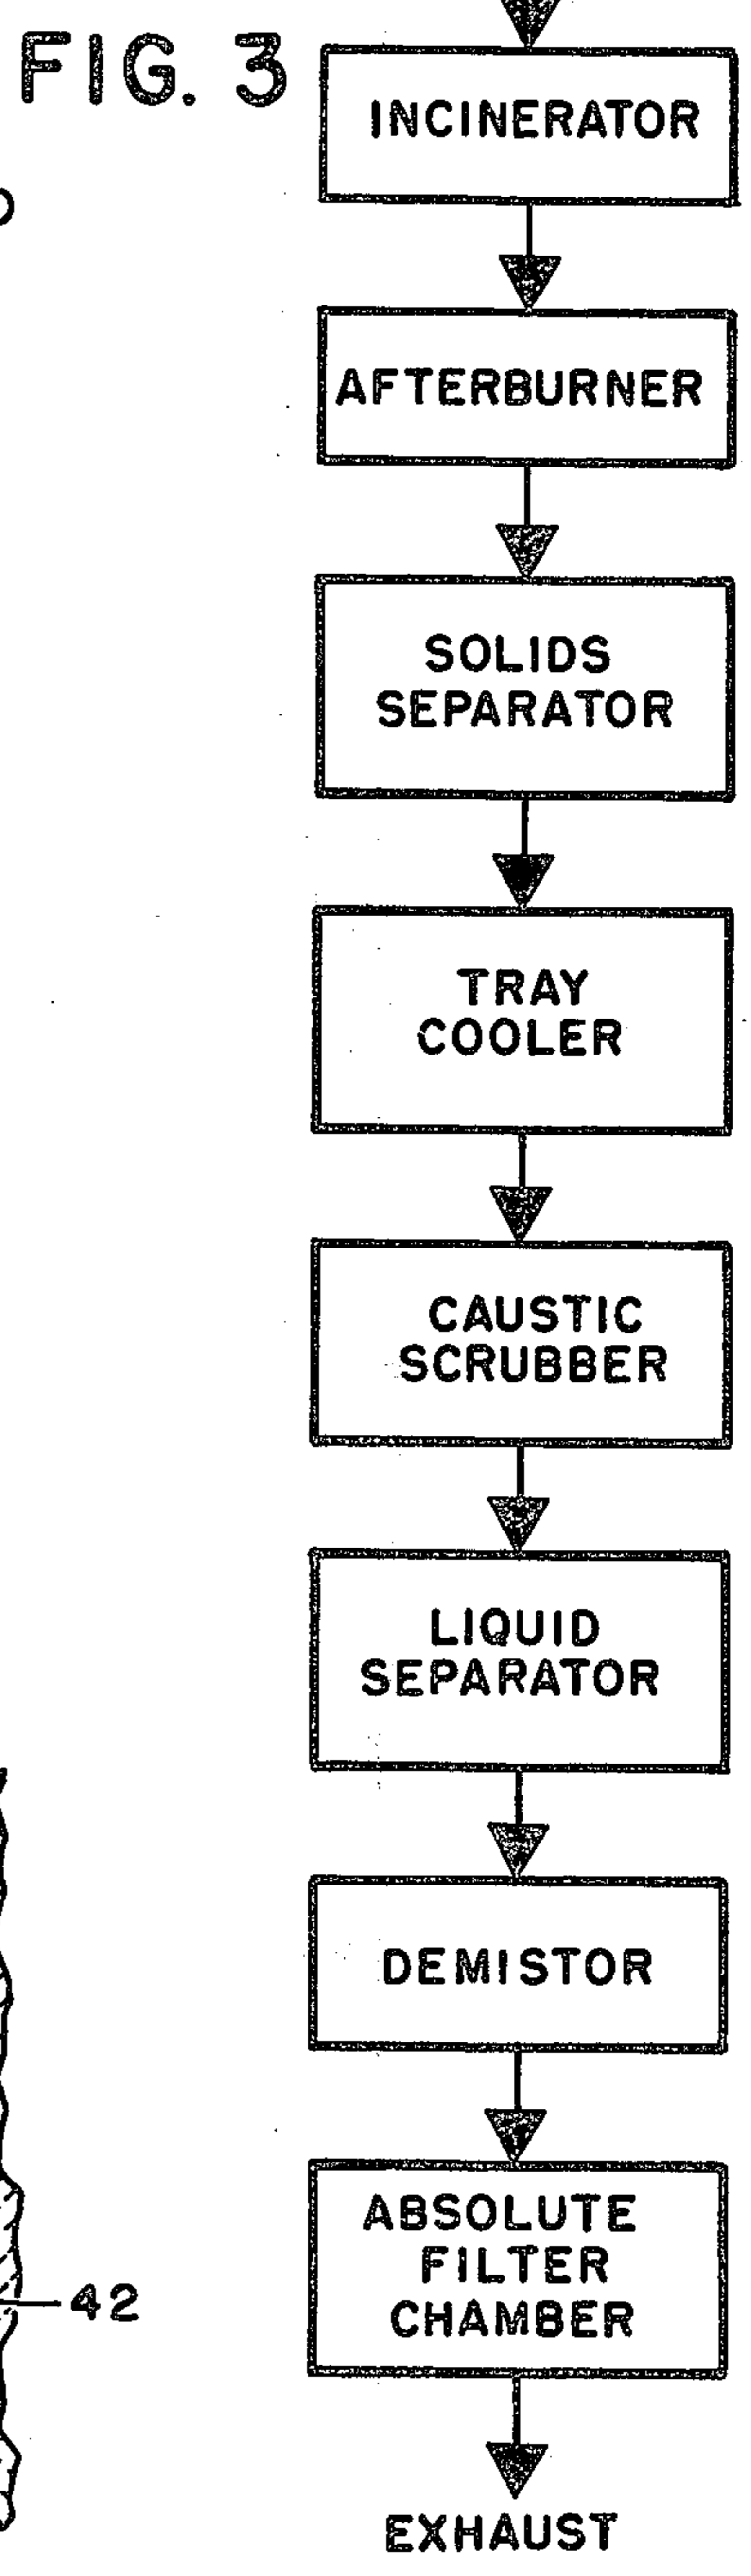 FIG. 3
INCINERATOR
AFTERBURNER
SOLIDS
SEPARATOR
TRAY
COOLER
CAUSTIC
SCRUBBER
LIQUID
SEPARATOR
DEMISTOR
ABSOLUTE
FILTER
CHAMBER
42
EXHAUST